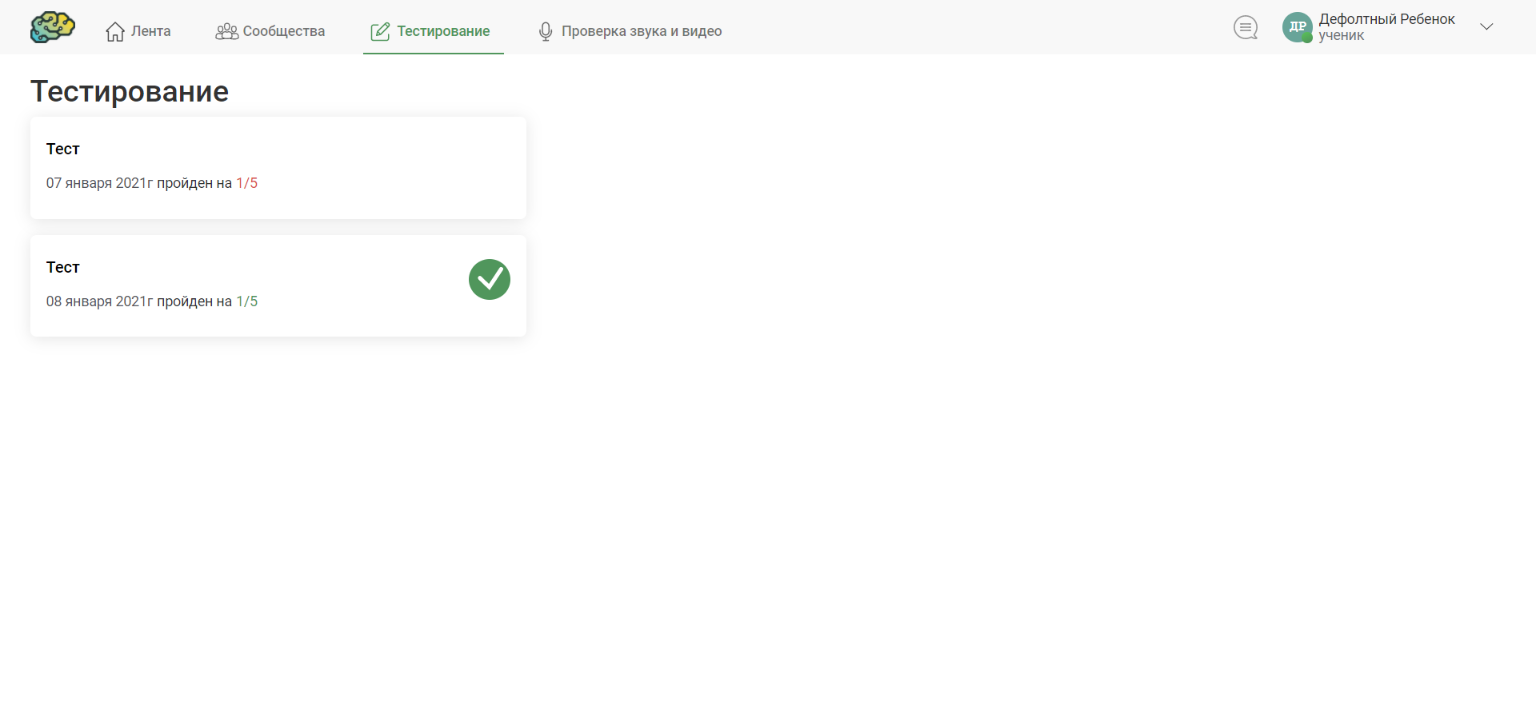 Лента Сообщества Тестирование Проверка звука и видео ДР Дефолтный Ребенок
ученик
Тестирование
Тест
07 января 2021г пройден на 1/5
Тест
08 января 2021г пройден на 1/5